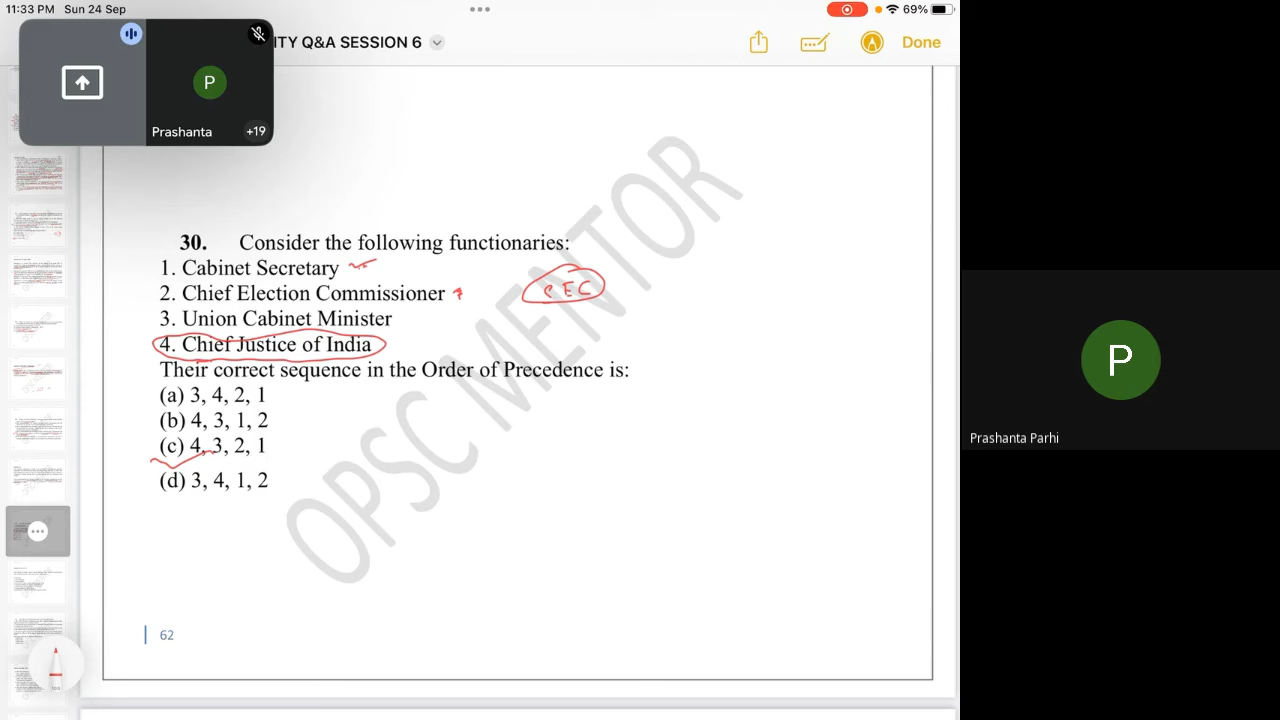 11:33 PM Sun 24 Sep
69%
ITY Q&A SESSION 6
Done
P
Prashanta
+19
30. Consider the following functionaries:
1. Cabinet Secretary
2. Chief Election Commissioner
3. Union Cabinet Minister
4. Chief Justice of India
Their correct sequence in the Order of Precedence is:
(a) 3, 4, 2, 1
(b) 4, 3, 1, 2
(c) 4, 3, 2, 1
(d) 3, 4, 1, 2
OPSC MENTOR
62
P
Prashanta Parhi